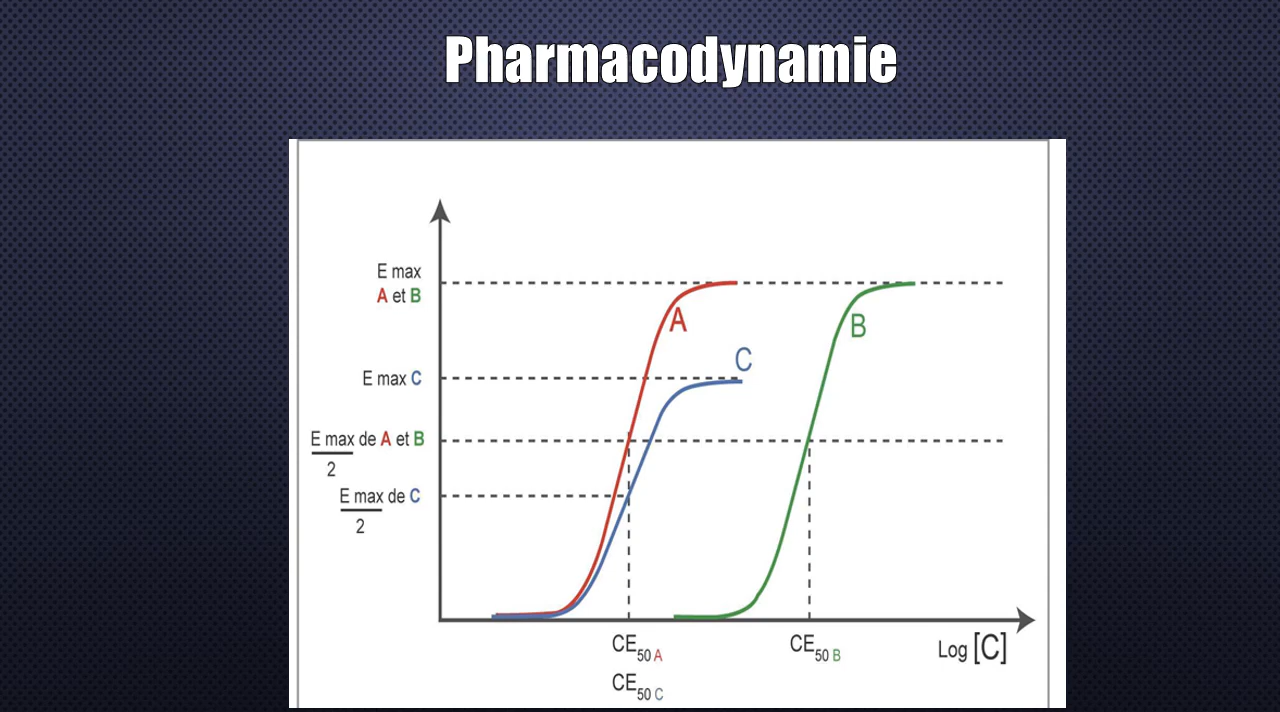 Pharmacodynamie
E max
A et B
A
B
C
E max C
E max de A et B
2
E max de C
2
CE50 A
CE50 B
Log [C]
CE50 C